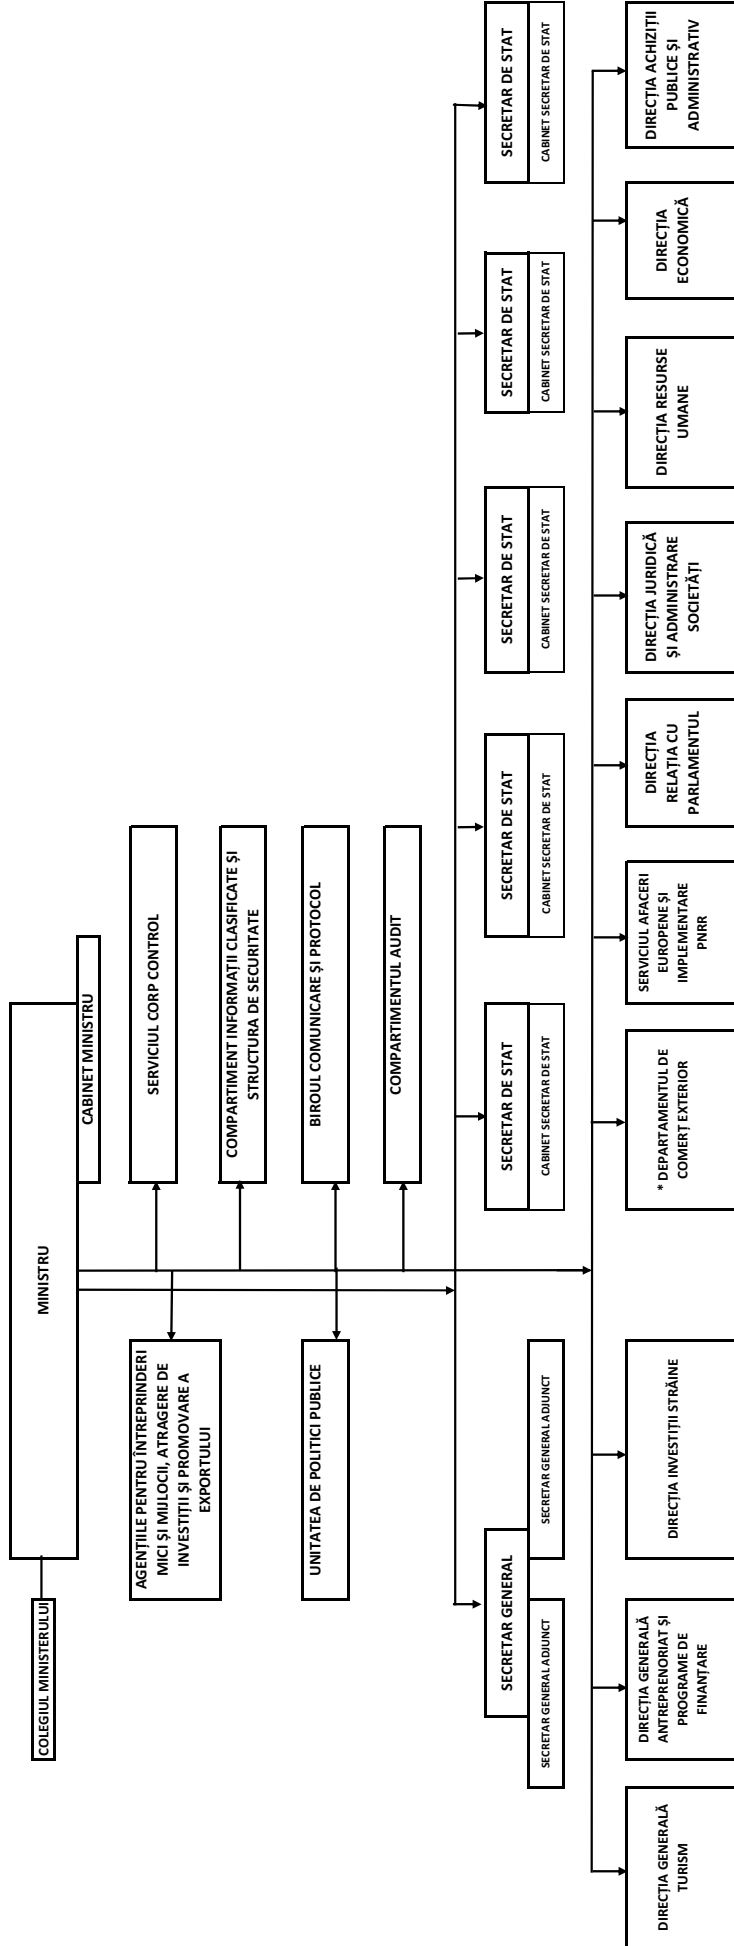 COLEGIUL MINISTERULUI
MINISTRU
CABINET MINISTRU
AGENȚIILE PENTRU ÎNTREPRINDERI
MICI ȘI MIJLOCII, ATRAGERE DE
INVESTIȚII ȘI PROMOVARE A
EXPORTULUI
SERVICIUL CORP CONTROL
COMPARTIMENT INFORMAȚII CLASIFICATE ȘI
STRUCTURA DE SECURITATE
UNITATEA DE POLITICI PUBLICE
BIROUL COMUNICARE ȘI PROTOCOL
COMPARTIMENTUL AUDIT
SECRETAR GENERAL
SECRETAR GENERAL ADJUNCT
SECRETAR GENERAL ADJUNCT
SECRETAR DE STAT
CABINET SECRETAR DE STAT
SECRETAR DE STAT
CABINET SECRETAR DE STAT
SECRETAR DE STAT
CABINET SECRETAR DE STAT
SECRETAR DE STAT
CABINET SECRETAR DE STAT
SECRETAR DE STAT
CABINET SECRETAR DE STAT
DIRECȚIA GENERALĂ
TURISM
DIRECȚIA GENERALĂ
ANTREPRENORIAT ȘI
PROGRAME DE
FINANȚARE
DIRECȚIA INVESTIȚII STRĂINE
* DEPARTAMENTUL DE
COMERȚ EXTERIOR
SERVICIUL AFACERI
EUROPENE ȘI
IMPLEMENTARE
PNRR
DIRECȚIA
RELAȚIA CU
PARLAMENTUL
DIRECȚIA JURIDICĂ
ȘI ADMINISTRARE
SOCIETĂȚI
DIRECȚIA RESURSE
UMANE
DIRECȚIA
ECONOMICĂ
DIRECȚIA ACHIZIȚII
PUBLICE ȘI
ADMINISTRATIV